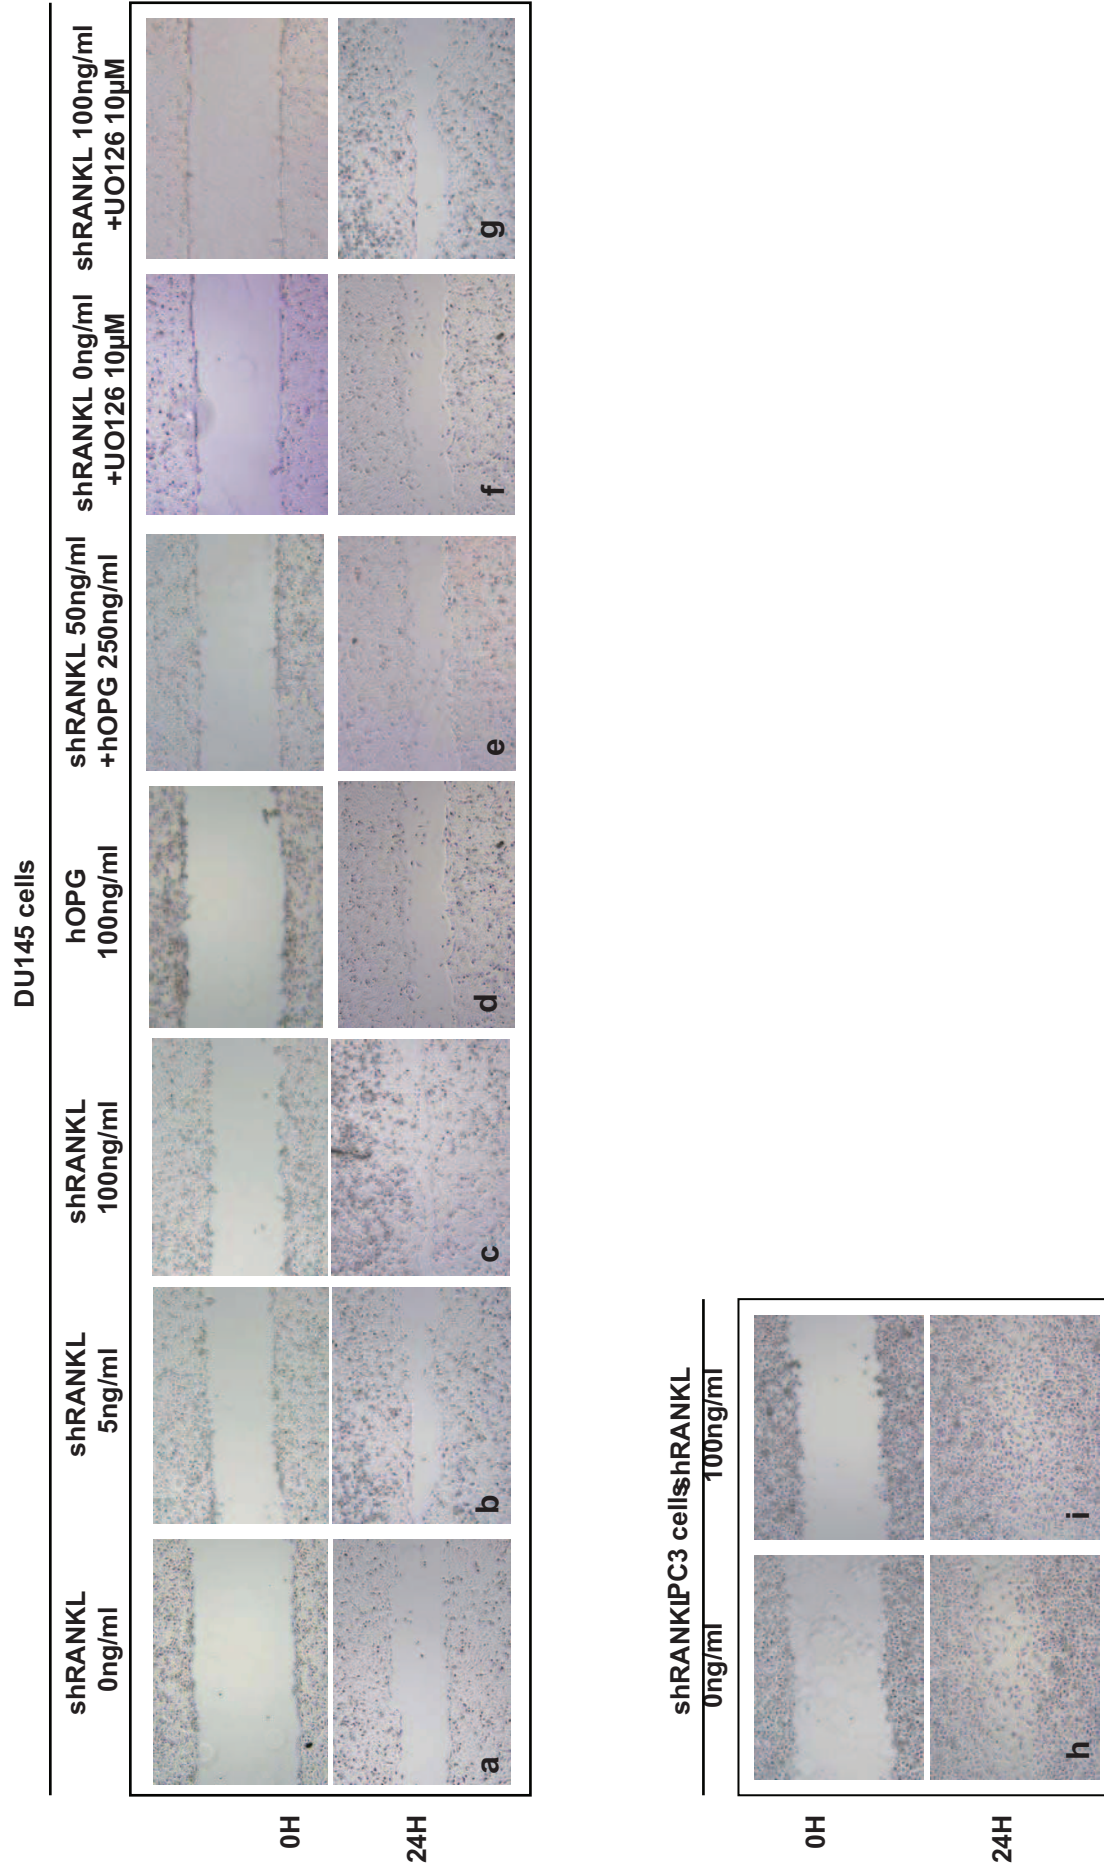 DU145 cells
shRANKL
0ng/ml
shRANKL
5ng/ml
shRANKL
100ng/ml
hOPG
100ng/ml
shRANKL 50ng/ml
+hOPG 250ng/ml
shRANKL 0ng/ml
+UO126 10µM
shRANKL 100ng/ml
+UO126 10µM
0H
24H
a
b
c
d
e
f
g
PC3 cells
shRANKL
0ng/ml
shRANKL
100ng/ml
0H
24H
h
i